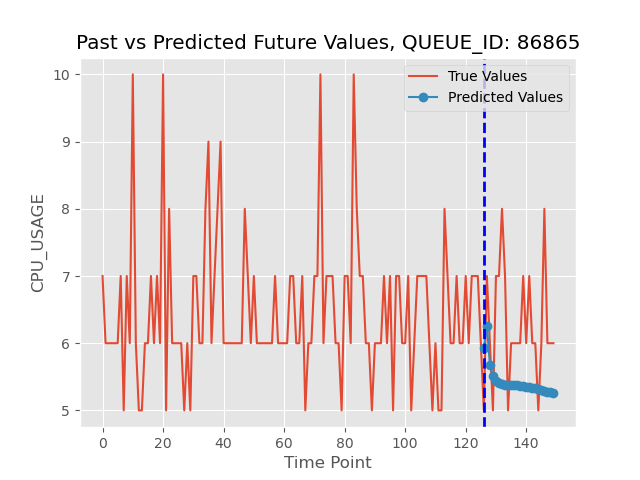 Past vs Predicted Future Values, QUEUE_ID: 86865
True Values
Predicted Values
10
9
8
7
6
5
CPU_USAGE
0
20
40
60
80
100
120
140
Time Point